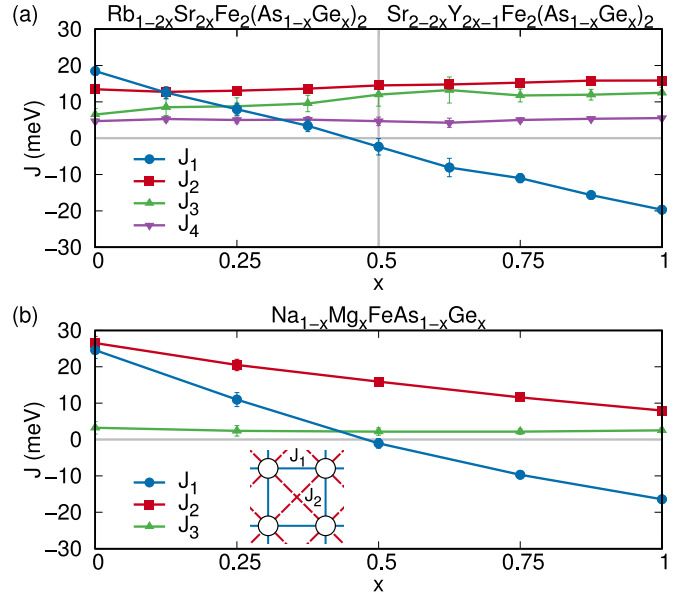 (a) Rb₁₋₂ₓSr₂ₓFe₂(As₁₋ₓGeₓ)₂ Sr₂₋₂ₓY₂ₓ₋₁Fe₂(As₁₋ₓGeₓ)₂
30
20
10
0
−10
−20
−30
J (meV)
J₁
J₂
J₃
J₄
0 0.25 0.5 0.75 1
x
(b) Na₁₋ₓMgₓFeAs₁₋ₓGeₓ
30
20
10
0
−10
−20
−30
J (meV)
J₁
J₂
J₃
J₁
J₂
0 0.25 0.5 0.75 1
x